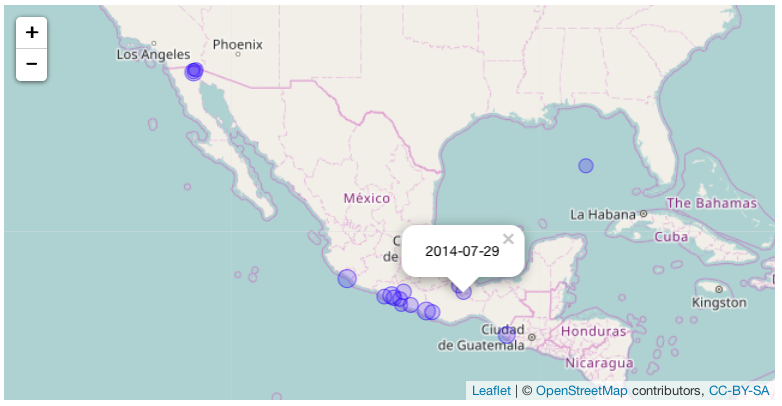 +
−
Los Angeles
Phoenix
México
The Bahamas
La Habana
Cuba
C
de
2014-07-29
×
Kingston
Ciudad
de Guatemala
Honduras
Nicaragua
Leaflet | © OpenStreetMap contributors, CC-BY-SA